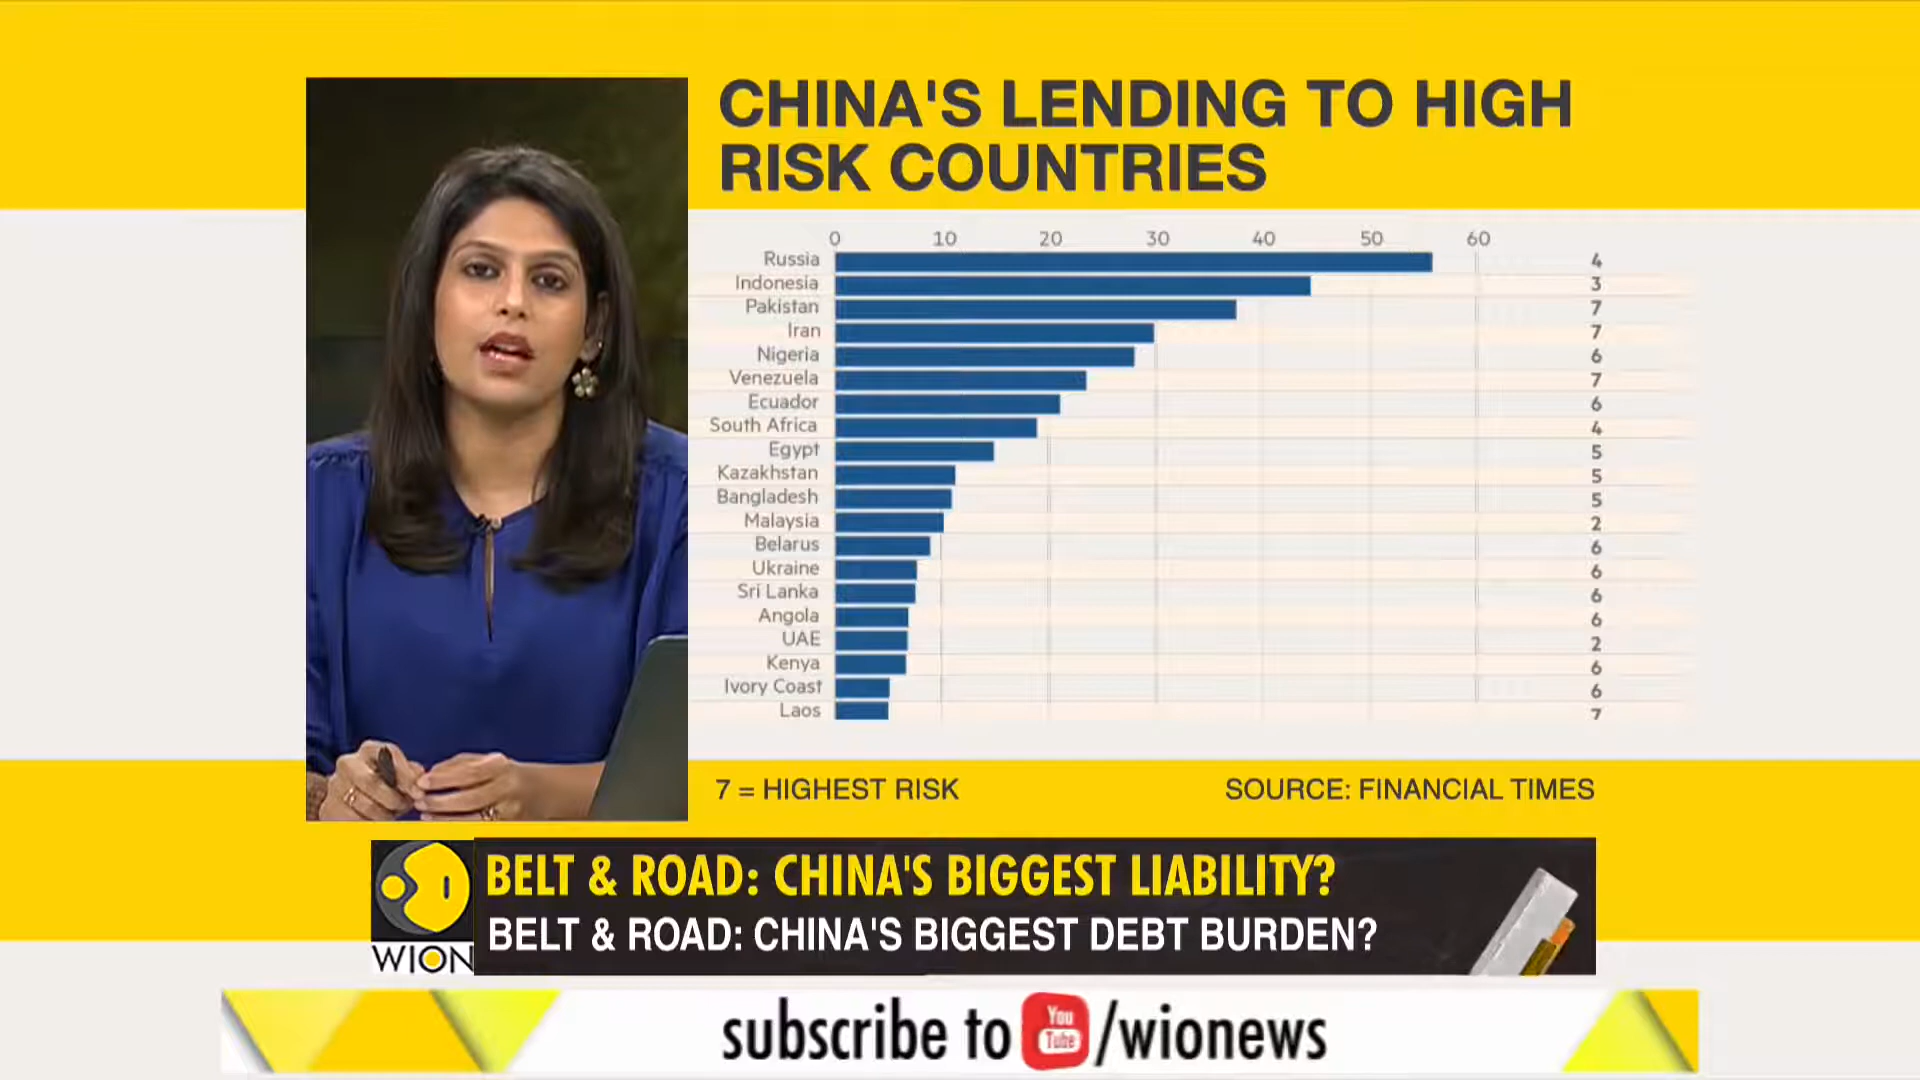 CHINA'S LENDING TO HIGH
RISK COUNTRIES
0 10 20 30 40 50 60
Russia 4
Indonesia 3
Pakistan 7
Iran 7
Nigeria 6
Venezuela 7
Ecuador 6
South Africa 4
Egypt 5
Kazakhstan 5
Bangladesh 5
Malaysia 2
Belarus 6
Ukraine 6
Sri Lanka 6
Angola 6
UAE 2
Kenya 6
Ivory Coast 6
Laos 7
7 = HIGHEST RISK SOURCE: FINANCIAL TIMES
BELT & ROAD: CHINA'S BIGGEST LIABILITY?
BELT & ROAD: CHINA'S BIGGEST DEBT BURDEN?
WION
subscribe to You Tube /wionews